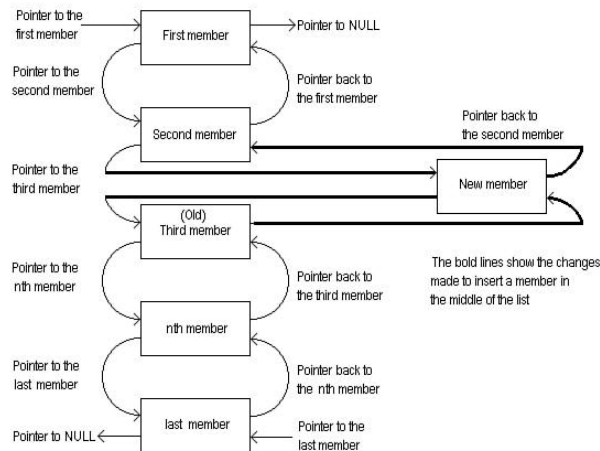 Pointer to the
the first member
First member
Pointer to NULL
Pointer to the
second member
Pointer back to
the first member
Second member
Pointer back to
the second member
Pointer to the
third member
New member
(Old)
Third member
The bold lines show the changes
made to insert a member in
the middle of the list
Pointer to the
nth member
Pointer back to
the third member
nth member
Pointer to the
last member
Pointer back to
the nth member
last member
Pointer to NULL
Pointer to the
last member